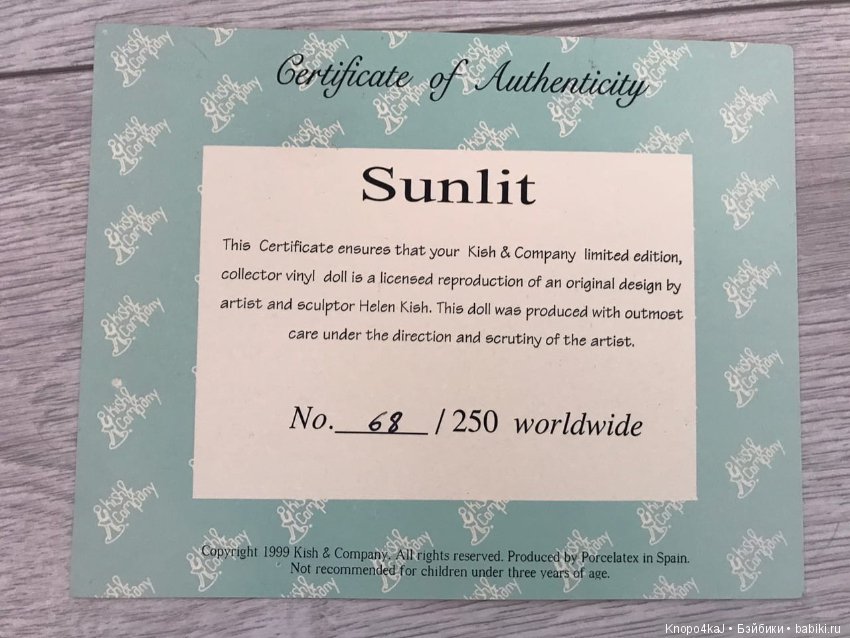 Certificate of Authenticity
Sunlit
This Certificate ensures that your Kish & Company limited edition,
collector vinyl doll is a licensed reproduction of an original design by
artist and sculptor Helen Kish. This doll was produced with outmost
care under the direction and scrutiny of the artist.
No. 68 / 250 worldwide
Copyright 1999 Kish & Company. All rights reserved. Produced by Porcelatex in Spain.
Not recommended for children under three years of age.
Knopo4kaJ • Бэйбики • babiki.ru